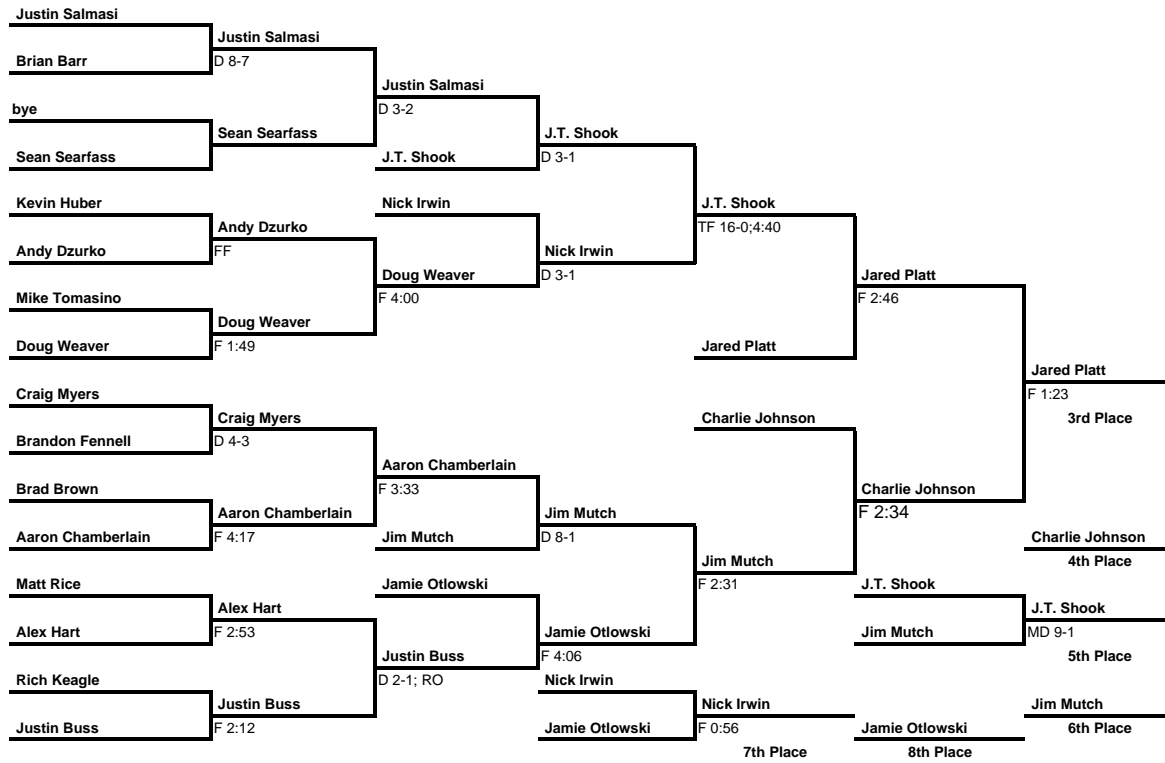 Justin Salmasi
Justin Salmasi
Brian Barr
D 8-7
Justin Salmasi
bye
D 3-2
Sean Searfass
J.T. Shook
Sean Searfass
J.T. Shook
D 3-1
Kevin Huber
Nick Irwin
J.T. Shook
Andy Dzurko
TF 16-0;4:40
Andy Dzurko
FF
Nick Irwin
Doug Weaver
D 3-1
Jared Platt
Mike Tomasino
F 4:00
F 2:46
Doug Weaver
Doug Weaver
F 1:49
Jared Platt
Jared Platt
Craig Myers
F 1:23
Craig Myers
Charlie Johnson
3rd Place
Brandon Fennell
D 4-3
Aaron Chamberlain
Brad Brown
F 3:33
Charlie Johnson
Aaron Chamberlain
Jim Mutch
F 2:34
Aaron Chamberlain
F 4:17
Jim Mutch
D 8-1
Charlie Johnson
Jim Mutch
4th Place
Matt Rice
Jamie Otlowski
F 2:31
J.T. Shook
Alex Hart
J.T. Shook
Alex Hart
F 2:53
Jamie Otlowski
Jim Mutch
MD 9-1
Justin Buss
F 4:06
5th Place
Rich Keagle
D 2-1; RO
Nick Irwin
Justin Buss
Nick Irwin
Jim Mutch
Justin Buss
F 2:12
Jamie Otlowski
F 0:56
Jamie Otlowski
6th Place
7th Place
8th Place